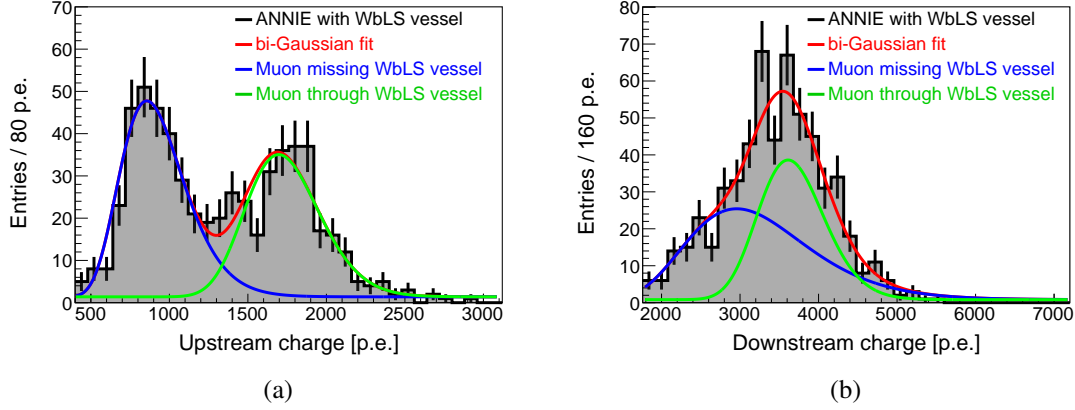 ANNIE with WbLS vessel
bi-Gaussian fit
Muon missing WbLS vessel
Muon through WbLS vessel
Entries / 80 p.e.
70
60
50
40
30
20
10
0
500 1000 1500 2000 2500 3000
Upstream charge [p.e.]
(a)
ANNIE with WbLS vessel
bi-Gaussian fit
Muon missing WbLS vessel
Muon through WbLS vessel
Entries / 160 p.e.
80
70
60
50
40
30
20
10
0
2000 3000 4000 5000 6000 7000
Downstream charge [p.e.]
(b)